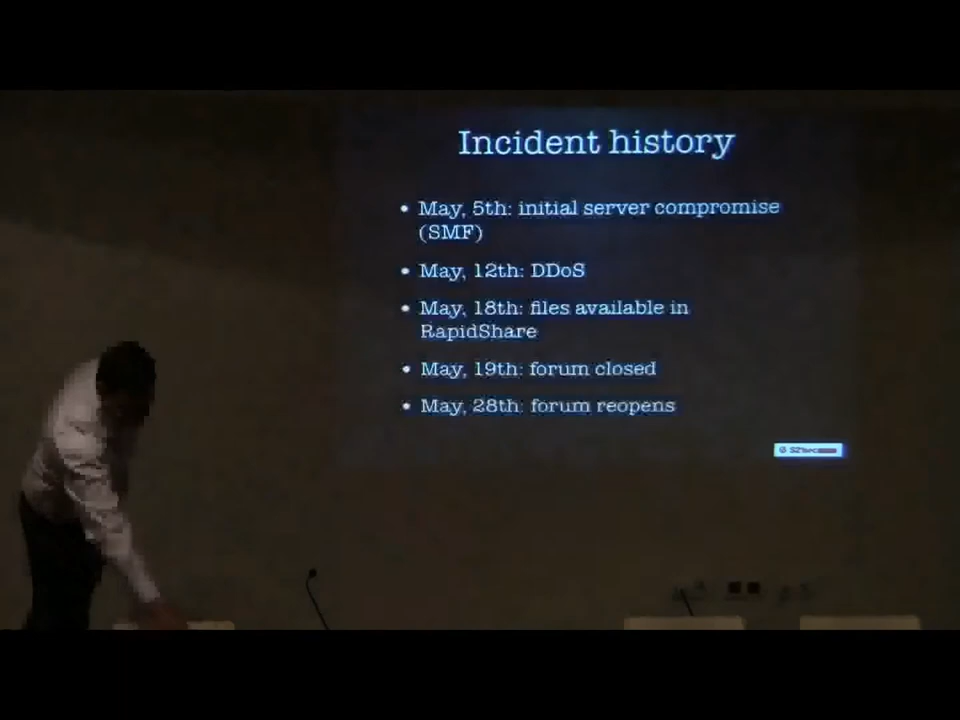 Incident history
• May, 5th: initial server compromise
(SMF)
• May, 12th: DDoS
• May, 18th: files available in
RapidShare
• May, 19th: forum closed
• May, 28th: forum reopens